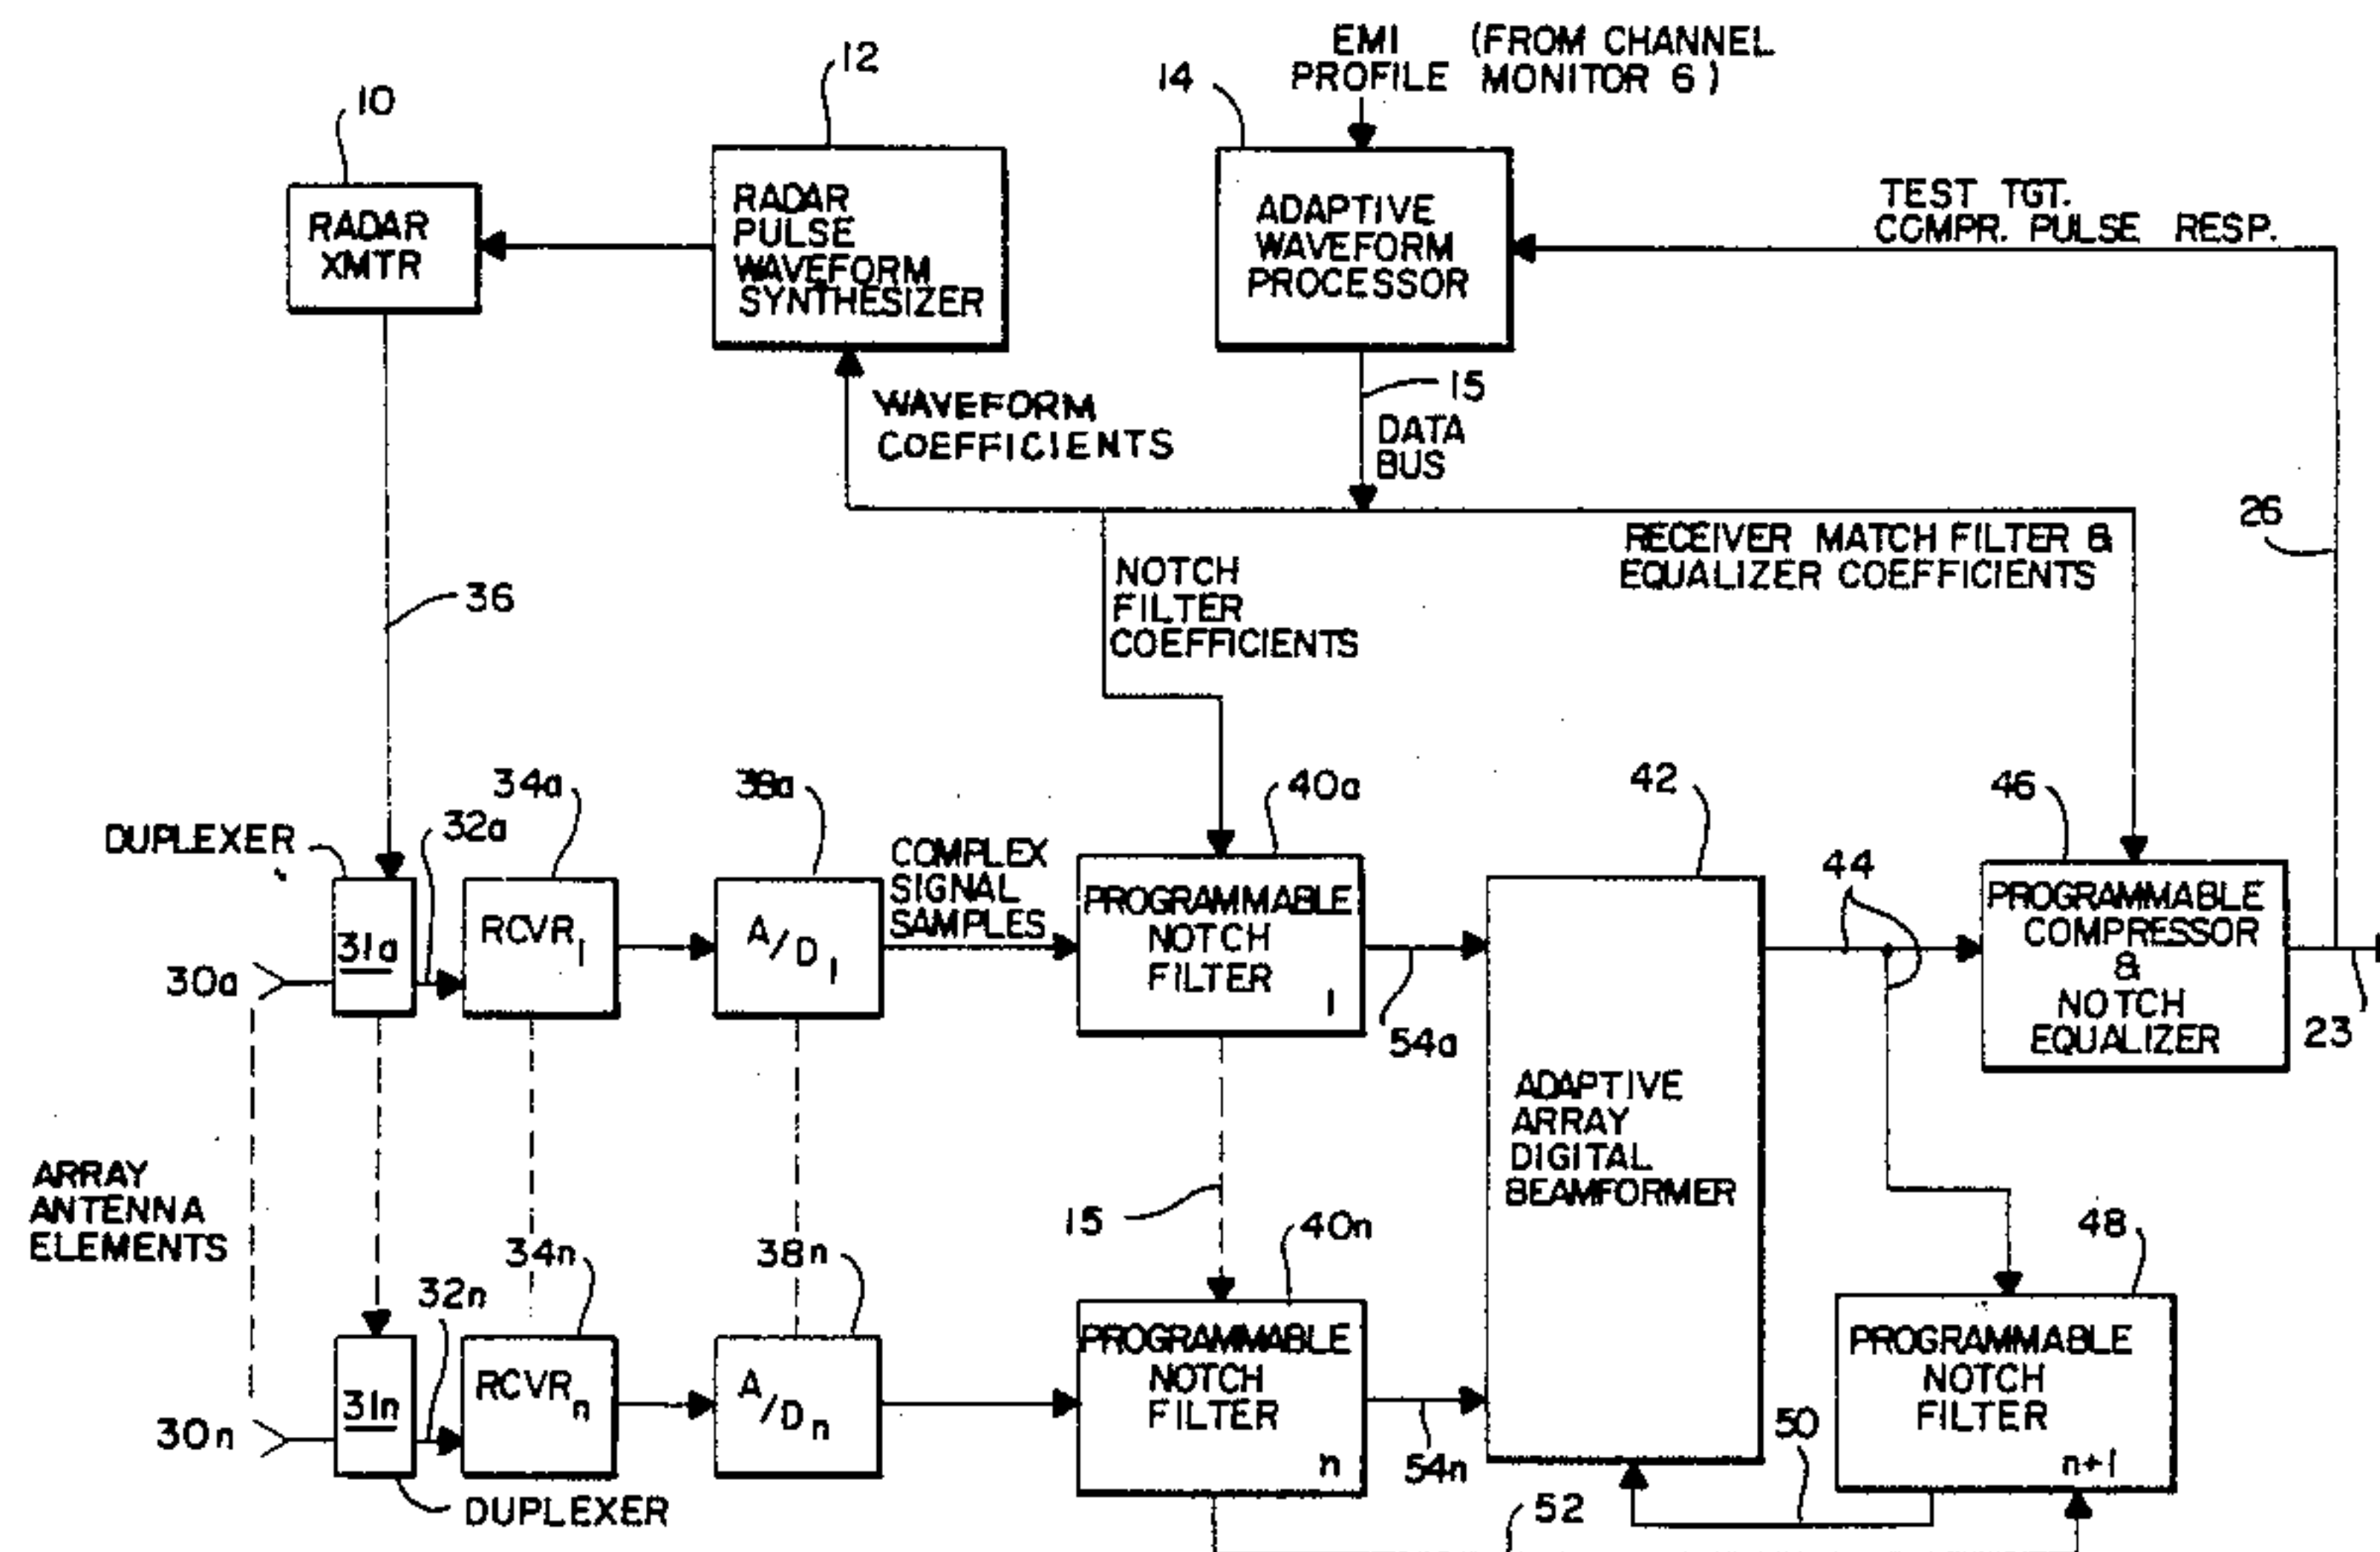 EMI (FROM CHANNEL
PROFILE MONITOR 6)
10
12
14
RADAR
XMTR
RADAR
PULSE
WAVEFORM
SYNTHESIZER
ADAPTIVE
WAVEFORM
PROCESSOR
TEST TGT.
COMPR. PULSE RESP.
15
DATA
BUS
WAVEFORM
COEFFICIENTS
26
RECEIVER MATCH FILTER &
EQUALIZER COEFFICIENTS
36
NOTCH
FILTER
COEFFICIENTS
DUPLEXER
32a
34a
38a
40a
42
44
46
COMPLEX
SIGNAL
SAMPLES
30a
31a
RCVR1
A/D1
PROGRAMMABLE
NOTCH
FILTER
1
54a
PROGRAMMABLE
COMPRESSOR
&
NOTCH
EQUALIZER
23
ADAPTIVE
ARRAY
DIGITAL
BEAMFORMER
ARRAY
ANTENNA
ELEMENTS
15
32n
34n
38n
40n
48
30n
31n
RCVRn
A/Dn
PROGRAMMABLE
NOTCH
FILTER
n
54n
PROGRAMMABLE
NOTCH
FILTER
n+1
50
DUPLEXER
52